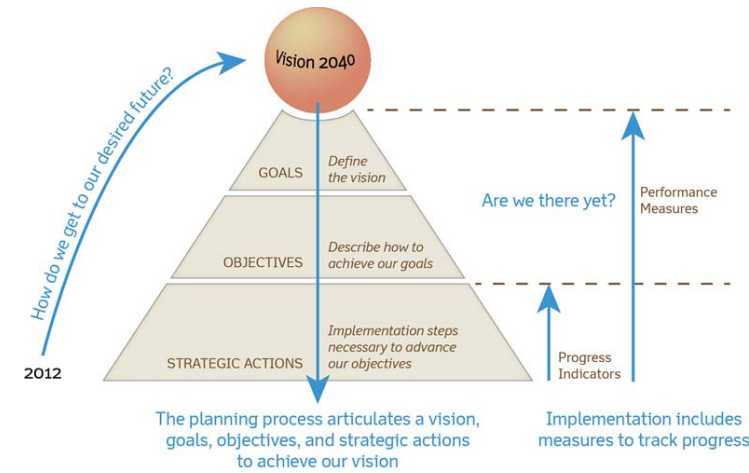 Vision 2040
How do we get to our desired future?
2012
GOALS
Define
the vision
OBJECTIVES
Describe how to
achieve our goals
STRATEGIC ACTIONS
Implementation steps
necessary to advance
our objectives
Are we there yet?
Performance
Measures
Progress
Indicators
The planning process articulates a vision,
goals, objectives, and strategic actions
to achieve our vision
Implementation includes
measures to track progress